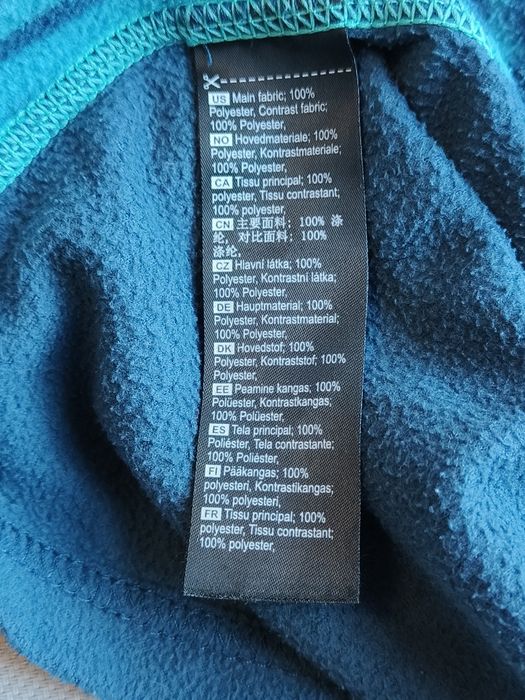 US Main fabric; 100%
Polyester, Contrast fabric;
100% Polyester,
NO Hovedmateriale; 100%
Polyester, Kontrastmateriale;
100% Polyester,
CA Tissu principal; 100%
polyester, Tissu contrastant;
100% polyester,
CN 主要面料; 100% 涤
纶, 对比面料; 100%
涤纶,
CZ Hlavní látka; 100%
Polyester, Kontrastní látka;
100% Polyester,
DE Hauptmaterial; 100%
Polyester, Kontrastmaterial;
100% Polyester,
DK Hovedstof; 100%
Polyester, Kontraststof; 100%
Polyester,
EE Peamine kangas; 100%
Polüester, Kontrastkangas;
100% Polüester,
ES Tela principal; 100%
Poliéster, Tela contrastante;
100% Poliéster,
FI Pääkangas; 100%
polyesteri, Kontrastikangas;
100% polyesteri,
FR Tissu principal; 100%
polyester, Tissu contrastant;
100% polyester,